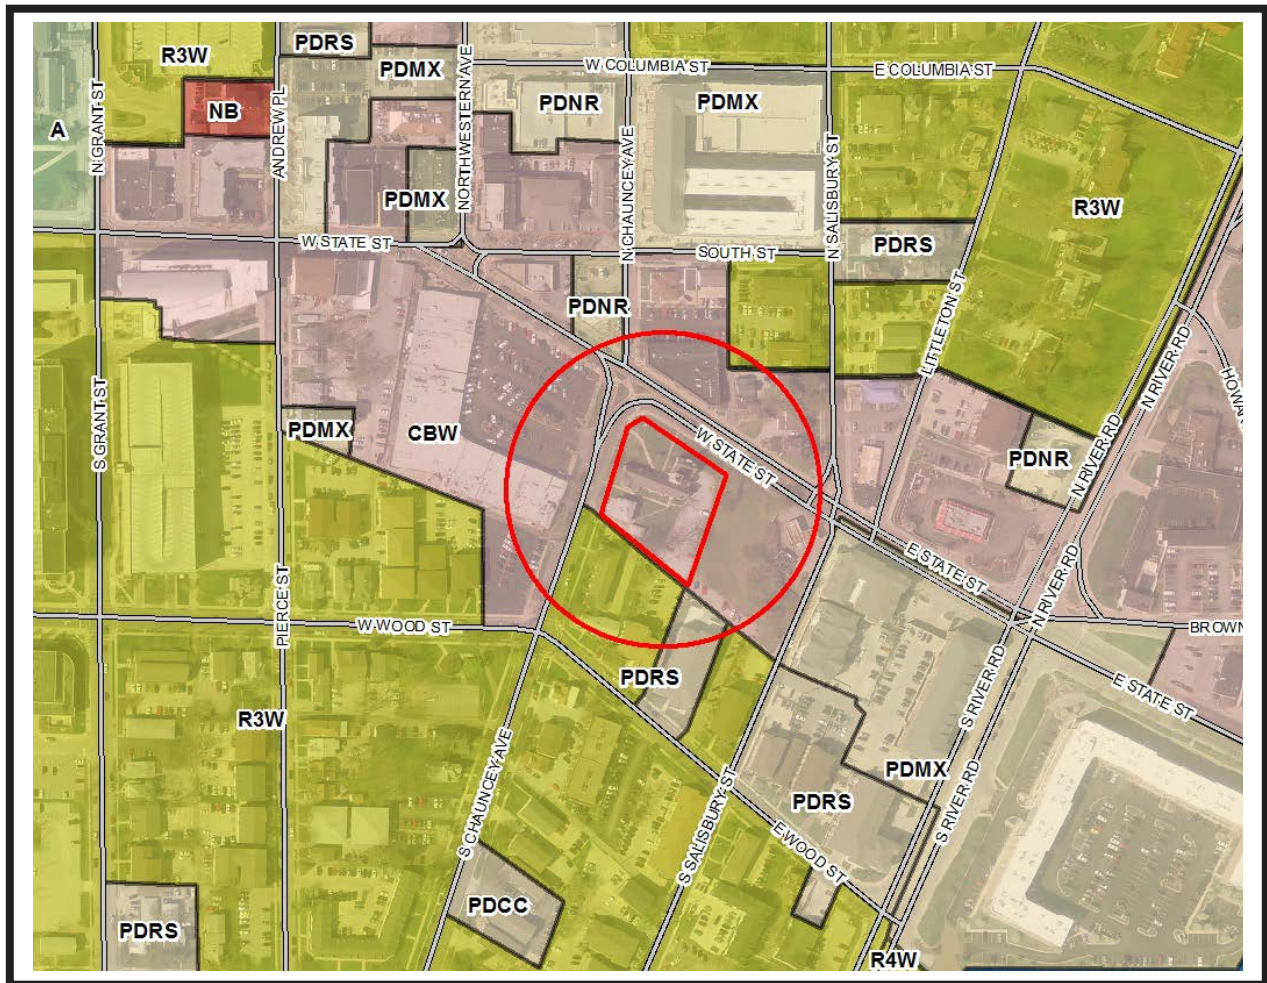 PDRS
R3W
PDMX
W COLUMBIA ST
E COLUMBIA ST
N GRANT ST
NB
ANDREW PL
NORTHWESTERN AVE
PDNR
PDMX
A
N CHAUNCEY AVE
N SALISBURY ST
PDMX
R3W
W STATE ST
SOUTH ST
PDRS
PDNR
LITTLETON ST
N RIVER RD
N RIVER RD
S GRANT ST
PDMX
CBW
W STATE ST
PDNR
N RIVER RD
E STATE ST
PIERCE ST
W WOOD ST
BROWN
PDRS
S RIVER RD
E STATE ST
R3W
S CHAUNCEY AVE
PDMX
S SALISBURY ST
PDRS
S RIVER RD
E WOOD ST
PDCC
PDRS
R4W